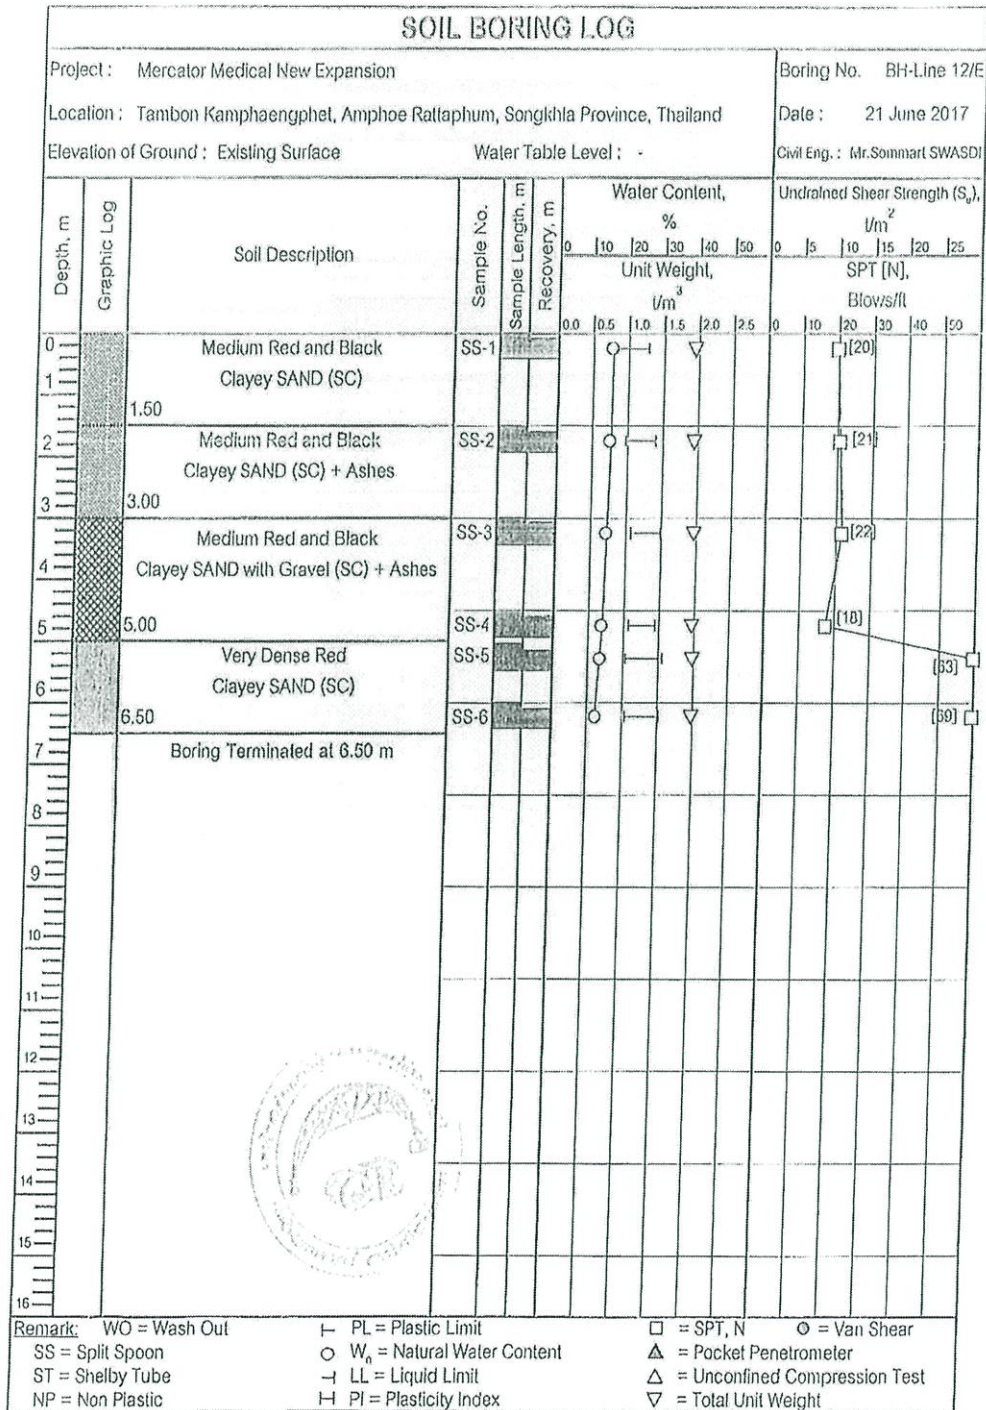 SOIL BORING LOG
Project : Mercator Medical New Expansion
Boring No. BH-Line 12/E
Location : Tambon Kamphaengphet, Amphoe Rattaphum, Songkhla Province, Thailand
Date : 21 June 2017
Elevation of Ground : Existing Surface
Water Table Level : -
Civil Eng. : Mr.Sommart SWASDI
Depth, m
Graphic Log
Soil Description
Sample No.
Sample Length, m
Recovery, m
Water Content,
%
0 10 20 30 40 50
Unit Weight,
t/m³
0.0 0.5 1.0 1.5 2.0 2.5
Undrained Shear Strength (Sᵤ),
t/m²
0 5 10 20 25
SPT [N],
Blows/ft
0 10 20 30 40 50
0
Medium Red and Black
SS-1
[20]
Clayey SAND (SC)
1
1.50
2
Medium Red and Black
SS-2
[21]
Clayey SAND (SC) + Ashes
3
3.00
Medium Red and Black
SS-3
[22]
4
Clayey SAND with Gravel (SC) + Ashes
5
5.00
SS-4
[18]
Very Dense Red
SS-5
[63]
Clayey SAND (SC)
6
6.50
SS-6
[69]
7
Boring Terminated at 6.50 m
8
9
10
11
12
13
14
15
16
Remark: WO = Wash Out
PL = Plastic Limit
= SPT, N
= Van Shear
SS = Split Spoon
Wₙ = Natural Water Content
= Pocket Penetrometer
ST = Shelby Tube
LL = Liquid Limit
= Unconfined Compression Test
NP = Non Plastic
PI = Plasticity Index
= Total Unit Weight